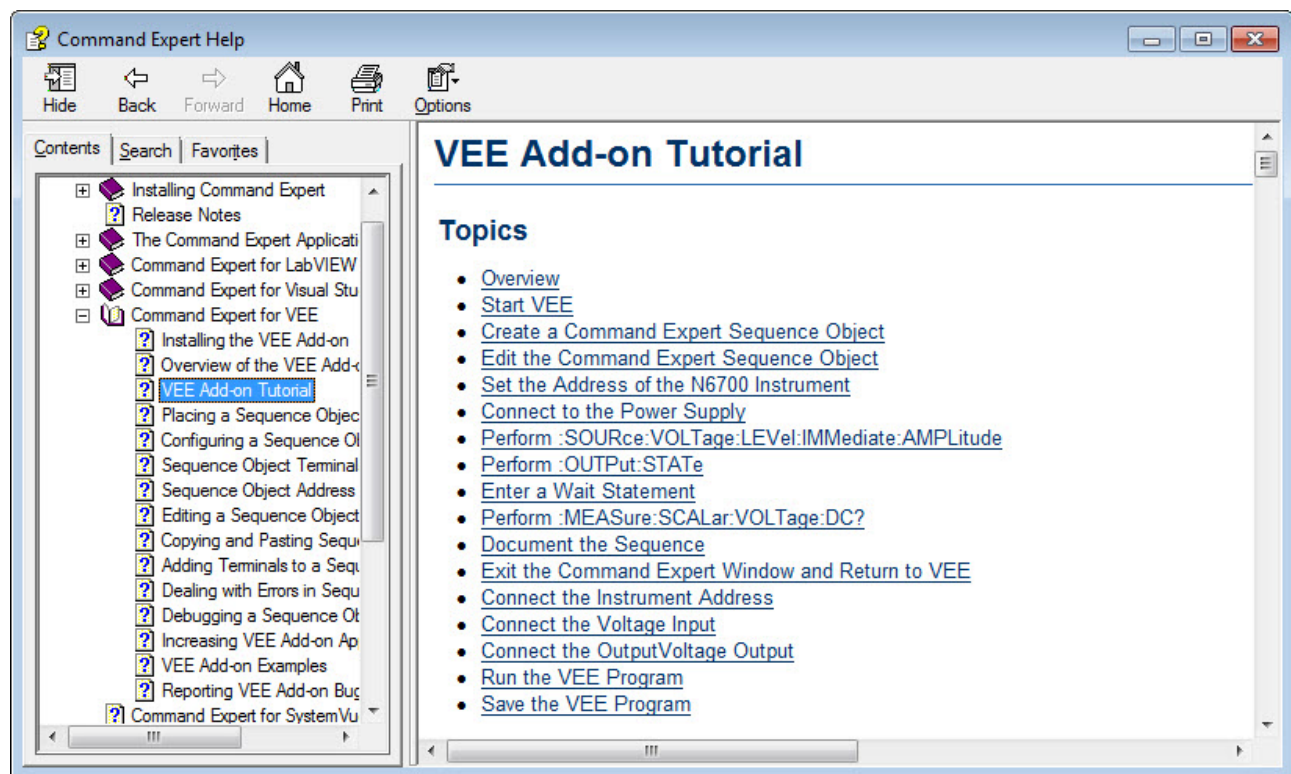 Command Expert Help
Hide Back Forward Home Print Options
Contents Search Favorites
Installing Command Expert
Release Notes
The Command Expert Applicati
Command Expert for LabVIEW
Command Expert for Visual Stu
Command Expert for VEE
Installing the VEE Add-on
Overview of the VEE Add-o
VEE Add-on Tutorial
Placing a Sequence Objec
Configuring a Sequence Ob
Sequence Object Terminal
Sequence Object Address
Editing a Sequence Object
Copying and Pasting Seque
Adding Terminals to a Sequ
Dealing with Errors in Sequ
Debugging a Sequence Ob
Increasing VEE Add-on Ap
VEE Add-on Examples
Reporting VEE Add-on Bug
Command Expert for SystemVu
VEE Add-on Tutorial
Topics
Overview
Start VEE
Create a Command Expert Sequence Object
Edit the Command Expert Sequence Object
Set the Address of the N6700 Instrument
Connect to the Power Supply
Perform :SOURce:VOLTage:LEVel:IMMediate:AMPLitude
Perform :OUTPut:STATe
Enter a Wait Statement
Perform :MEASure:SCALar:VOLTage:DC?
Document the Sequence
Exit the Command Expert Window and Return to VEE
Connect the Instrument Address
Connect the Voltage Input
Connect the OutputVoltage Output
Run the VEE Program
Save the VEE Program